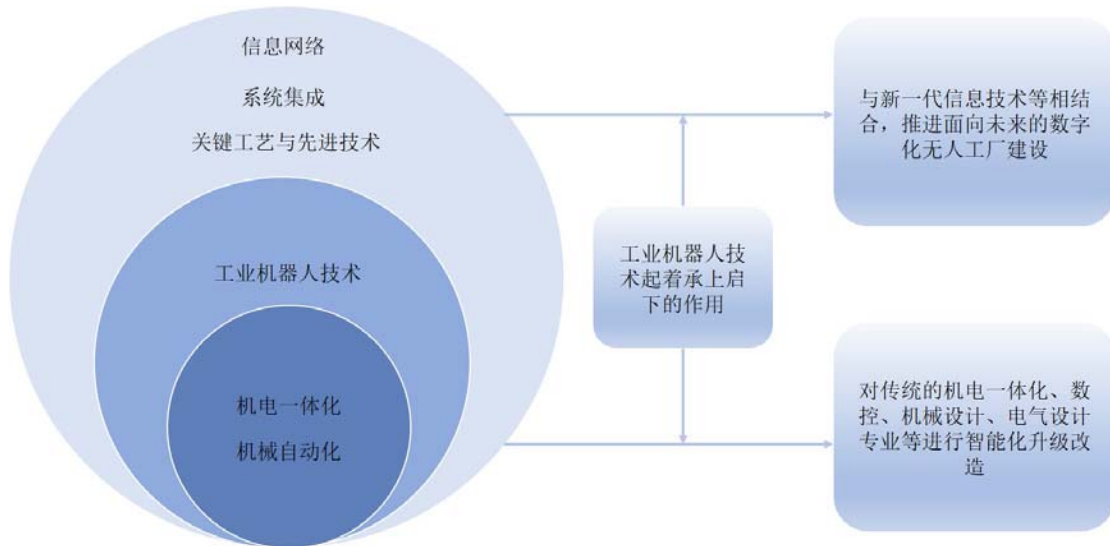 信息网络
系统集成
关键工艺与先进技术
工业机器人技术
机电一体化
机械自动化
工业机器人技
术起着承上启
下的作用
与新一代信息技术等相结
合，推进面向未来的数字
化无人工厂建设
对传统的机电一体化、数
控、机械设计、电气设计
专业等进行智能化升级改
造